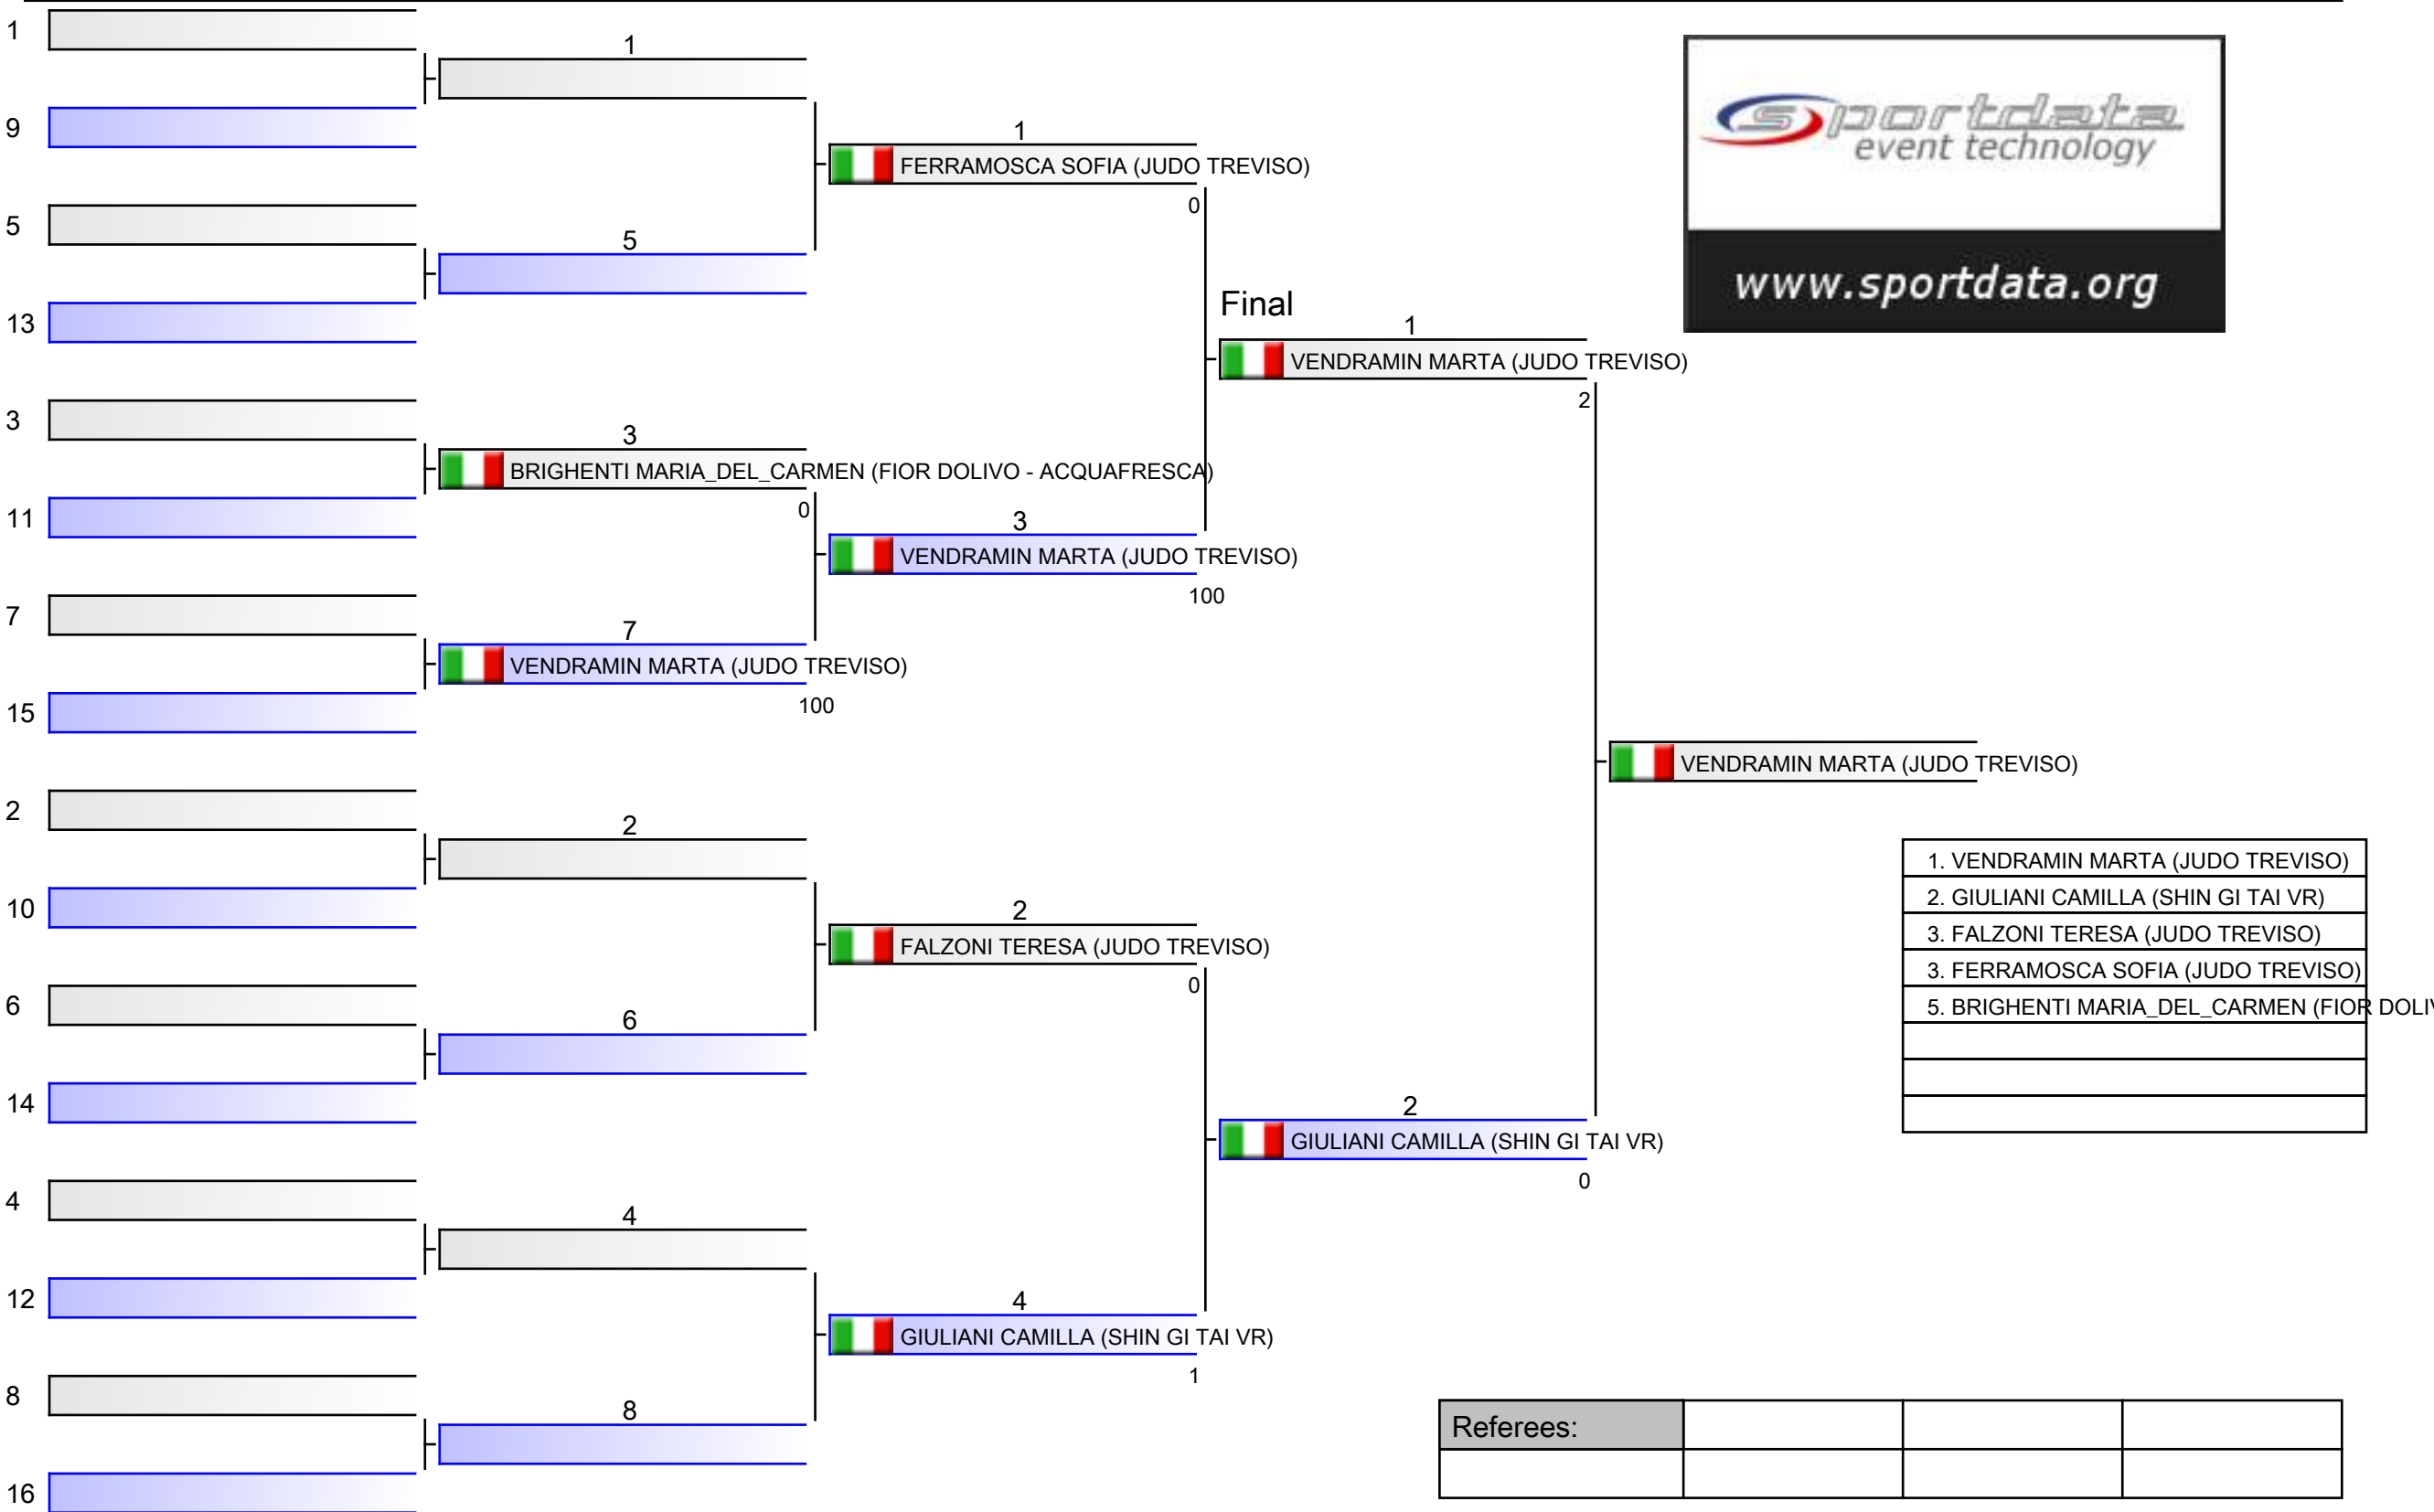 1
9
5
13
3
11
7
15
2
10
6
14
4
12
8
16
1
5
3
BRIGHENTI MARIA_DEL_CARMEN (FIOR DOLIVO - ACQUAFRESCA)
0
7
VENDRAMIN MARTA (JUDO TREVISO)
100
2
6
4
8
1
FERRAMOSCA SOFIA (JUDO TREVISO)
0
3
VENDRAMIN MARTA (JUDO TREVISO)
100
2
FALZONI TERESA (JUDO TREVISO)
0
4
GIULIANI CAMILLA (SHIN GI TAI VR)
1
Final
1
VENDRAMIN MARTA (JUDO TREVISO)
2
2
GIULIANI CAMILLA (SHIN GI TAI VR)
0
VENDRAMIN MARTA (JUDO TREVISO)
sportdata
event technology
www.sportdata.org
1. VENDRAMIN MARTA (JUDO TREVISO)
2. GIULIANI CAMILLA (SHIN GI TAI VR)
3. FALZONI TERESA (JUDO TREVISO)
3. FERRAMOSCA SOFIA (JUDO TREVISO)
5. BRIGHENTI MARIA_DEL_CARMEN (FIOR DOLIV
Referees: